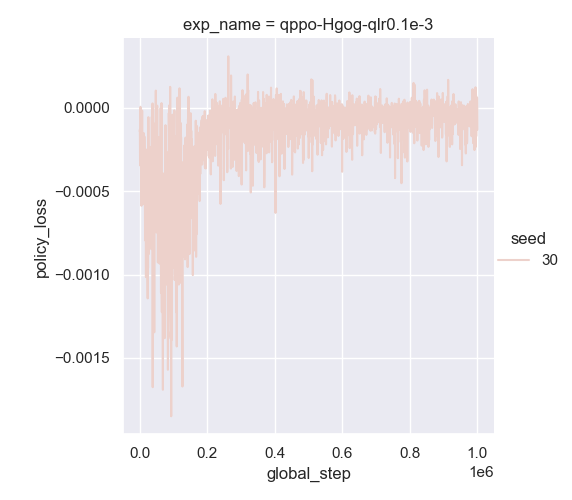 exp_name = qppo-Hgog-qlr0.1e-3
0.0000
−0.0005
−0.0010
−0.0015
policy_loss
seed
30
0.0 0.2 0.4 0.6 0.8 1.0
1e6
global_step